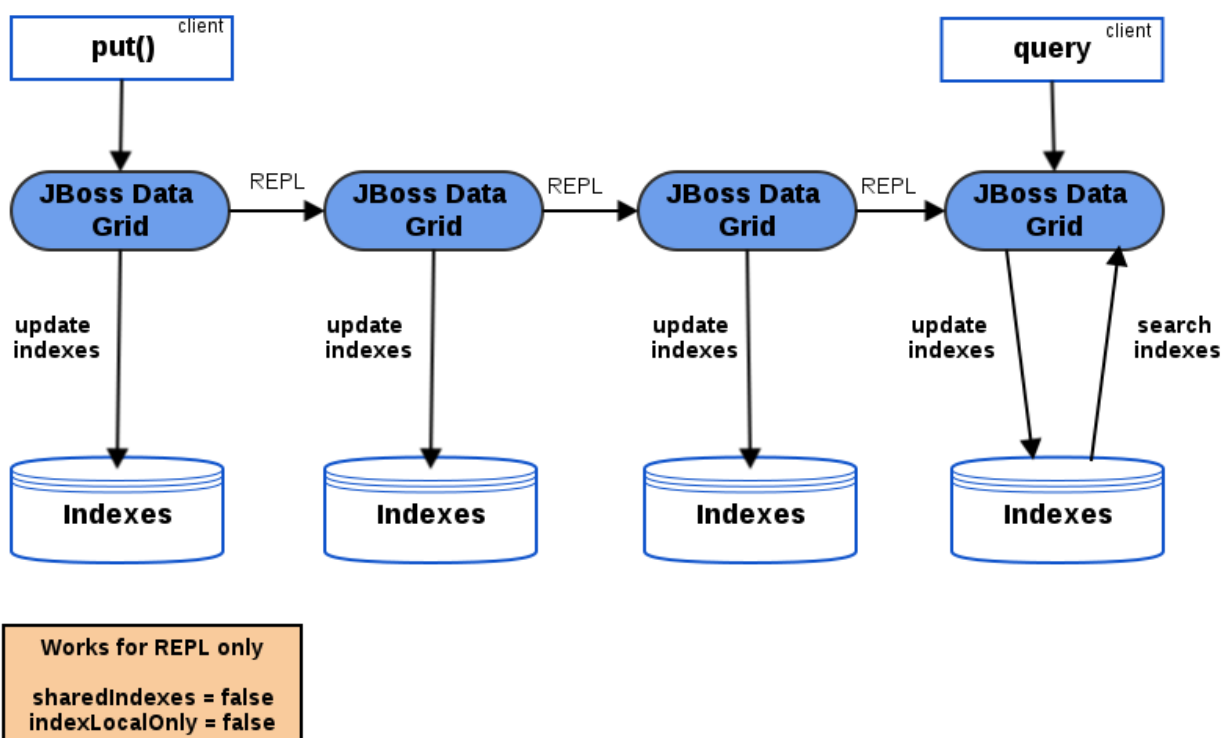 client
put()
client
query
JBoss Data
Grid
REPL
JBoss Data
Grid
REPL
JBoss Data
Grid
REPL
JBoss Data
Grid
update
indexes
update
indexes
update
indexes
update
indexes
search
indexes
Indexes
Indexes
Indexes
Indexes
Works for REPL only
sharedIndexes = false
indexLocalOnly = false